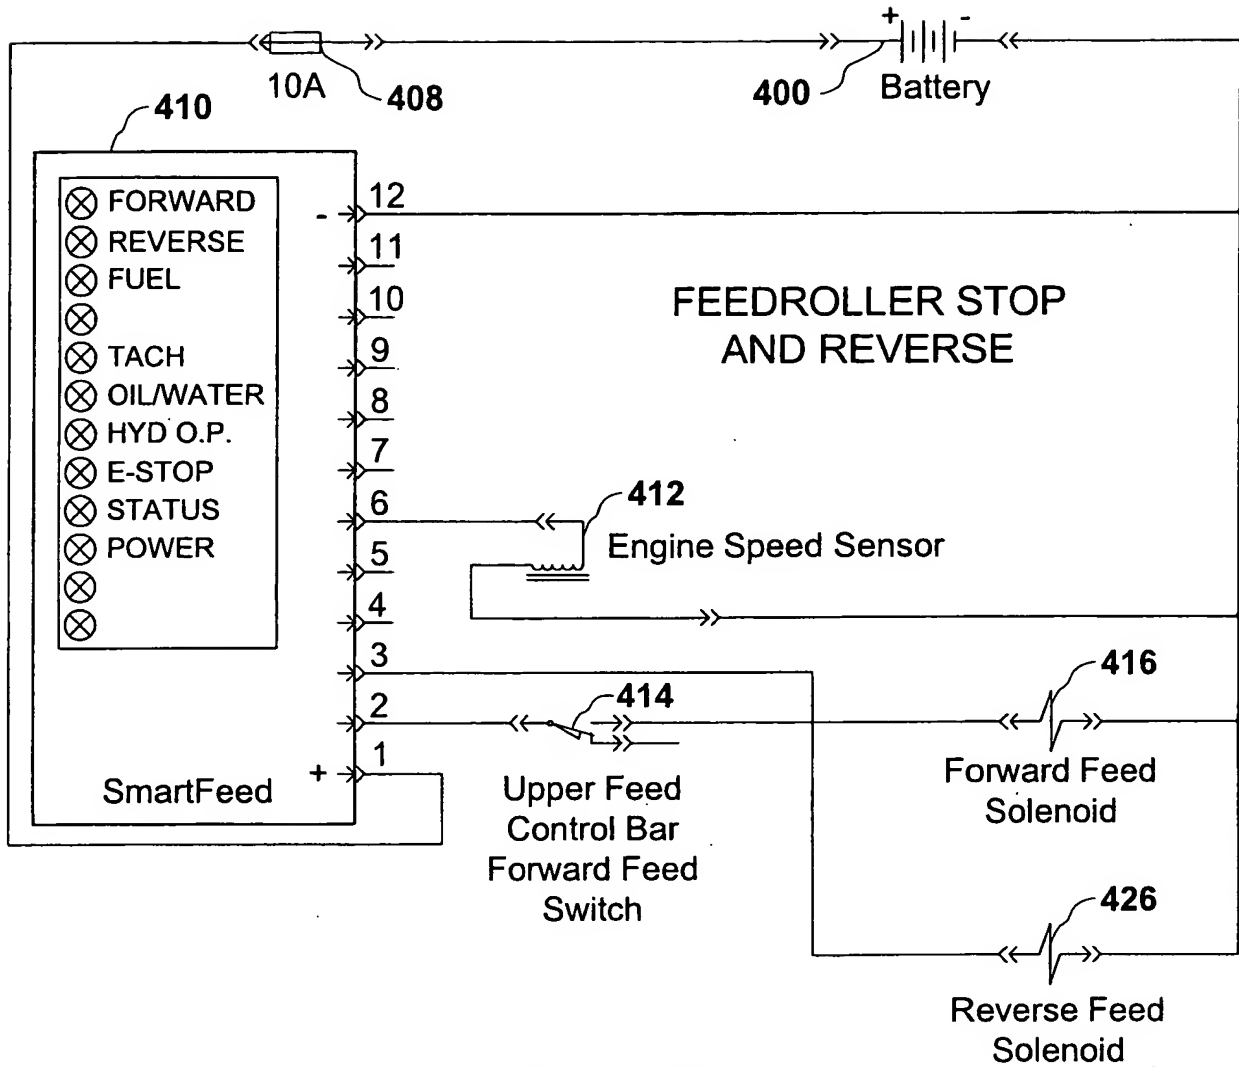 + -
10A
408
400
Battery
410
FORWARD
REVERSE
FUEL
TACH
OIL/WATER
HYD O.P.
E-STOP
STATUS
POWER
-
+
SmartFeed
12
11
10
9
8
7
6
5
4
3
2
1
FEEDROLLER STOP
AND REVERSE
412
Engine Speed Sensor
414
Upper Feed
Control Bar
Forward Feed
Switch
416
Forward Feed
Solenoid
426
Reverse Feed
Solenoid